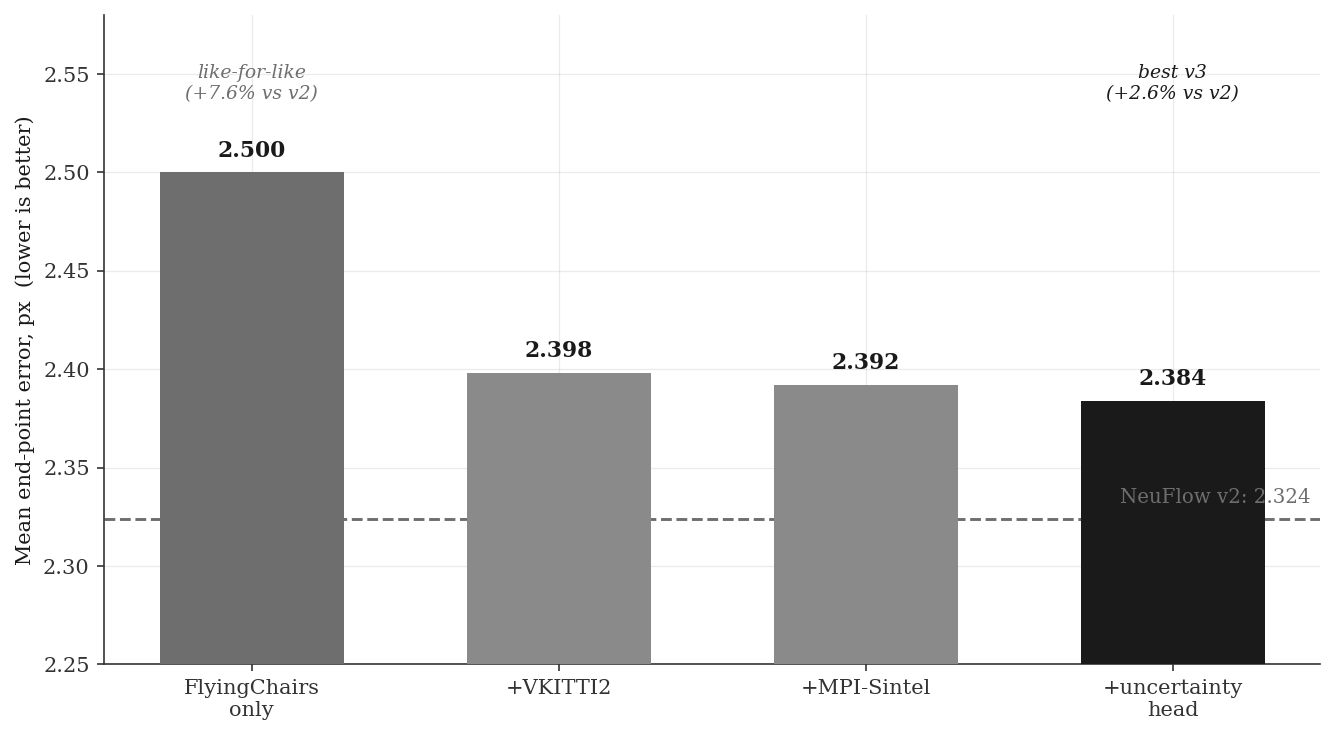 like-for-like
(+7.6% vs v2)
best v3
(+2.6% vs v2)
2.500
2.398
2.392
2.384
NeuFlow v2: 2.324
Mean end-point error, px (lower is better)
2.55
2.50
2.45
2.40
2.35
2.30
2.25
FlyingChairs
only
+VKITTI2
+MPI-Sintel
+uncertainty
head